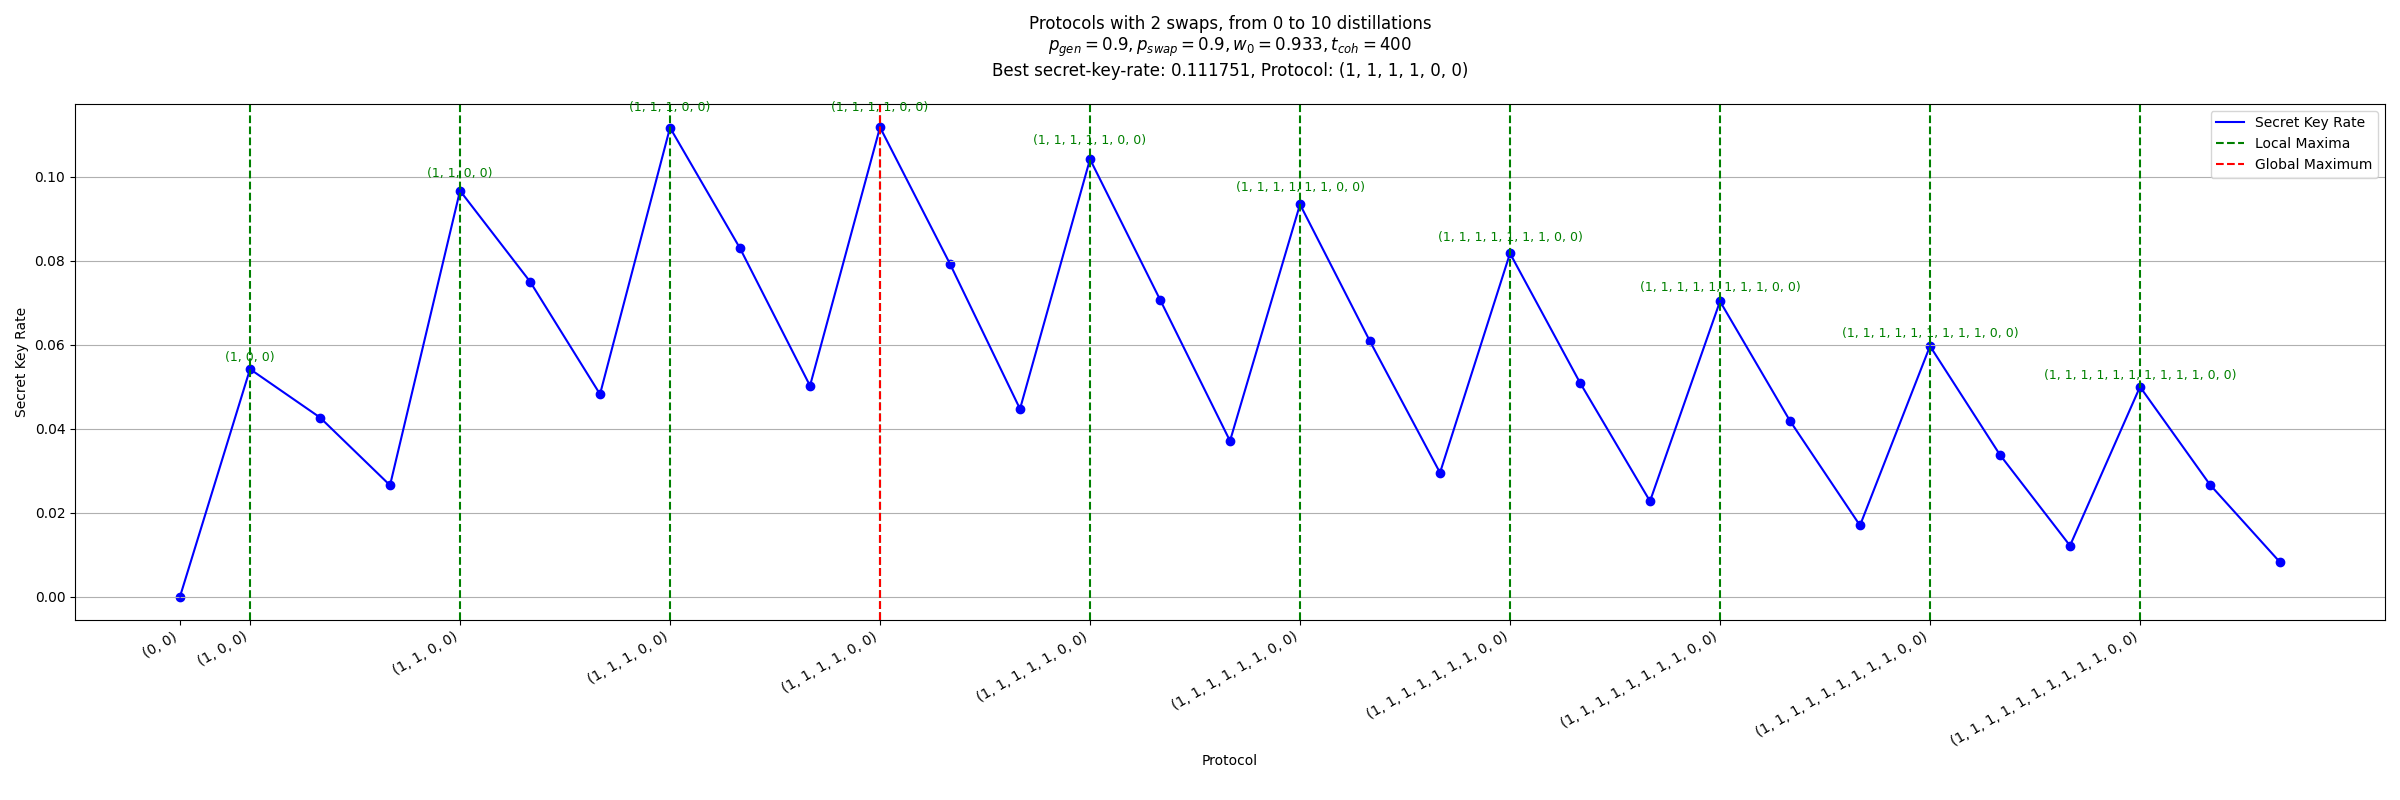 Protocols with 2 swaps, from 0 to 10 distillations
p_gen = 0.9, p_swap = 0.9, w_0 = 0.933, t_coh = 400
Best secret-key-rate: 0.111751, Protocol: (1, 1, 1, 1, 0, 0)
(1, 1, 1, 0, 0)
(1, 1, 1, 1, 0, 0)
Secret Key Rate
Local Maxima
Global Maximum
(1, 1, 1, 1, 1, 0, 0)
(1, 1, 0, 0)
(1, 1, 1, 1, 1, 1, 0, 0)
(1, 1, 1, 1, 1, 1, 1, 0, 0)
(1, 1, 1, 1, 1, 1, 1, 1, 0, 0)
(1, 1, 1, 1, 1, 1, 1, 1, 1, 0, 0)
(1, 0, 0)
(1, 1, 1, 1, 1, 1, 1, 1, 1, 1, 0, 0)
0.10
0.08
0.06
0.04
0.02
0.00
Secret Key Rate
(0, 0)
(1, 0, 0)
(1, 1, 0, 0)
(1, 1, 1, 0, 0)
(1, 1, 1, 1, 0, 0)
(1, 1, 1, 1, 1, 0, 0)
(1, 1, 1, 1, 1, 1, 0, 0)
(1, 1, 1, 1, 1, 1, 1, 0, 0)
(1, 1, 1, 1, 1, 1, 1, 1, 0, 0)
(1, 1, 1, 1, 1, 1, 1, 1, 1, 0, 0)
(1, 1, 1, 1, 1, 1, 1, 1, 1, 1, 0, 0)
Protocol